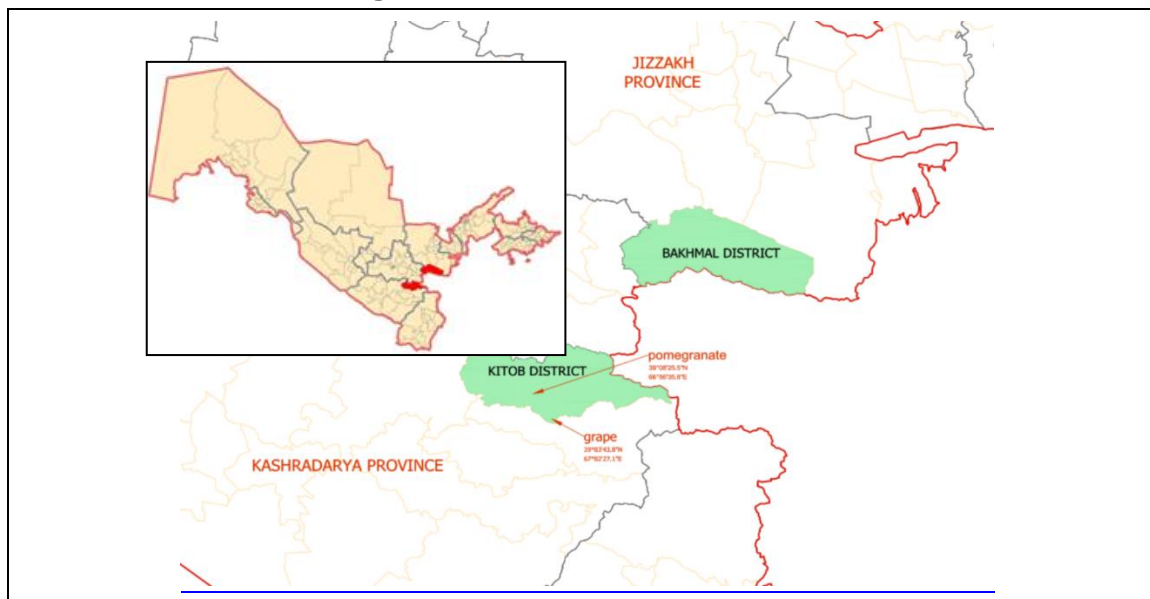 JIZZAKH
PROVINCE
BAKHMAL DISTRICT
KITOB DISTRICT
pomegranate
grape
KASHRADARYA PROVINCE